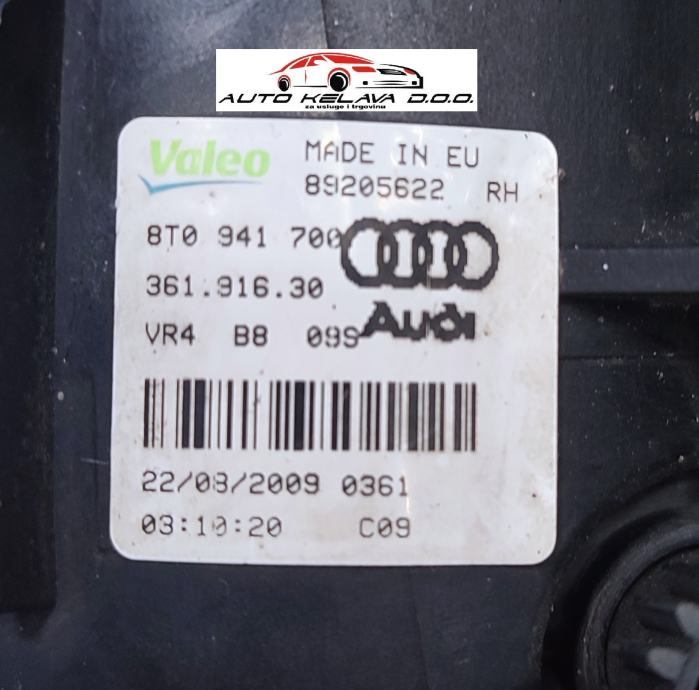 AUTO KELAVA D.O.O.
za usluge i trgovinu
Valeo
MADE IN EU
89205622 RH
8T0 941 700
361.916.30
VR4 B8 09S
Audi
22/08/2009 0361
03:10:20 C09